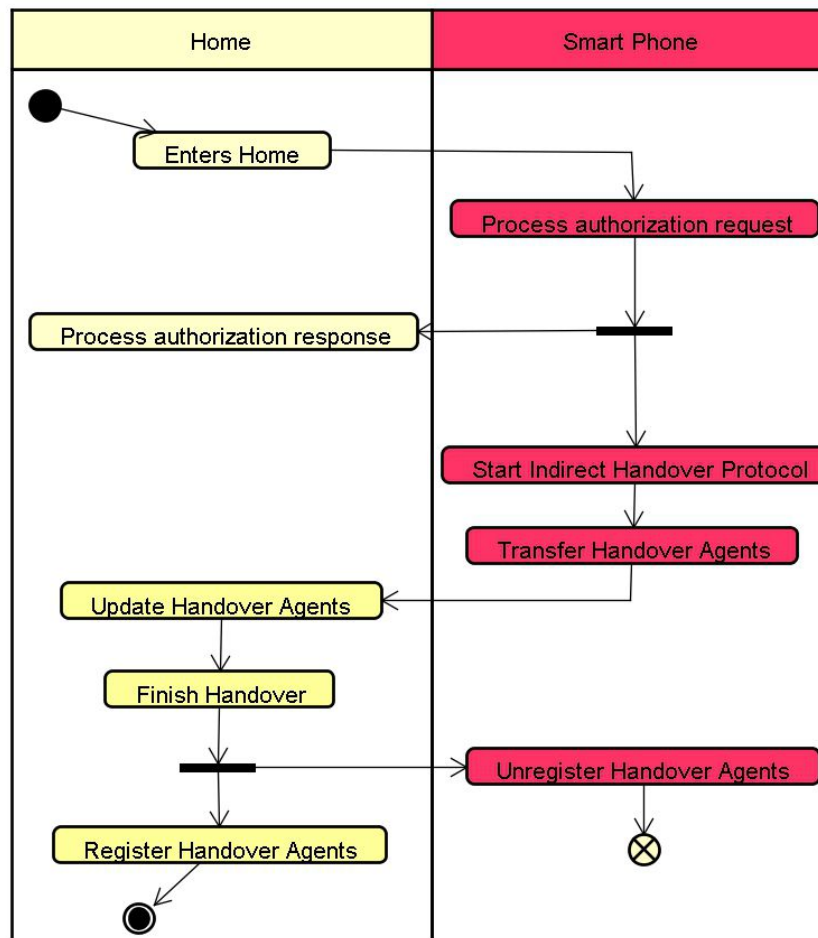 Home
Smart Phone
Enters Home
Process authorization request
Process authorization response
Start Indirect Handover Protocol
Transfer Handover Agents
Update Handover Agents
Finish Handover
Unregister Handover Agents
Register Handover Agents